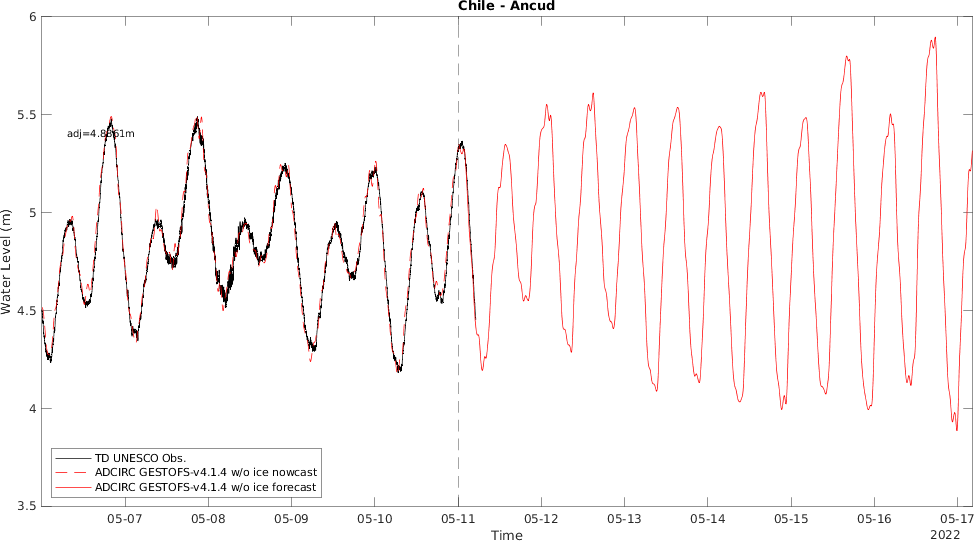 Chile - Ancud
6
5.5
5
4.5
4
3.5
Water Level (m)
adj=4.8361m
TD UNESCO Obs.
ADCIRC GESTOFS-v4.1.4 w/o ice nowcast
ADCIRC GESTOFS-v4.1.4 w/o ice forecast
05-07 05-08 05-09 05-10 05-11 05-12 05-13 05-14 05-15 05-16 05-17
Time
2022